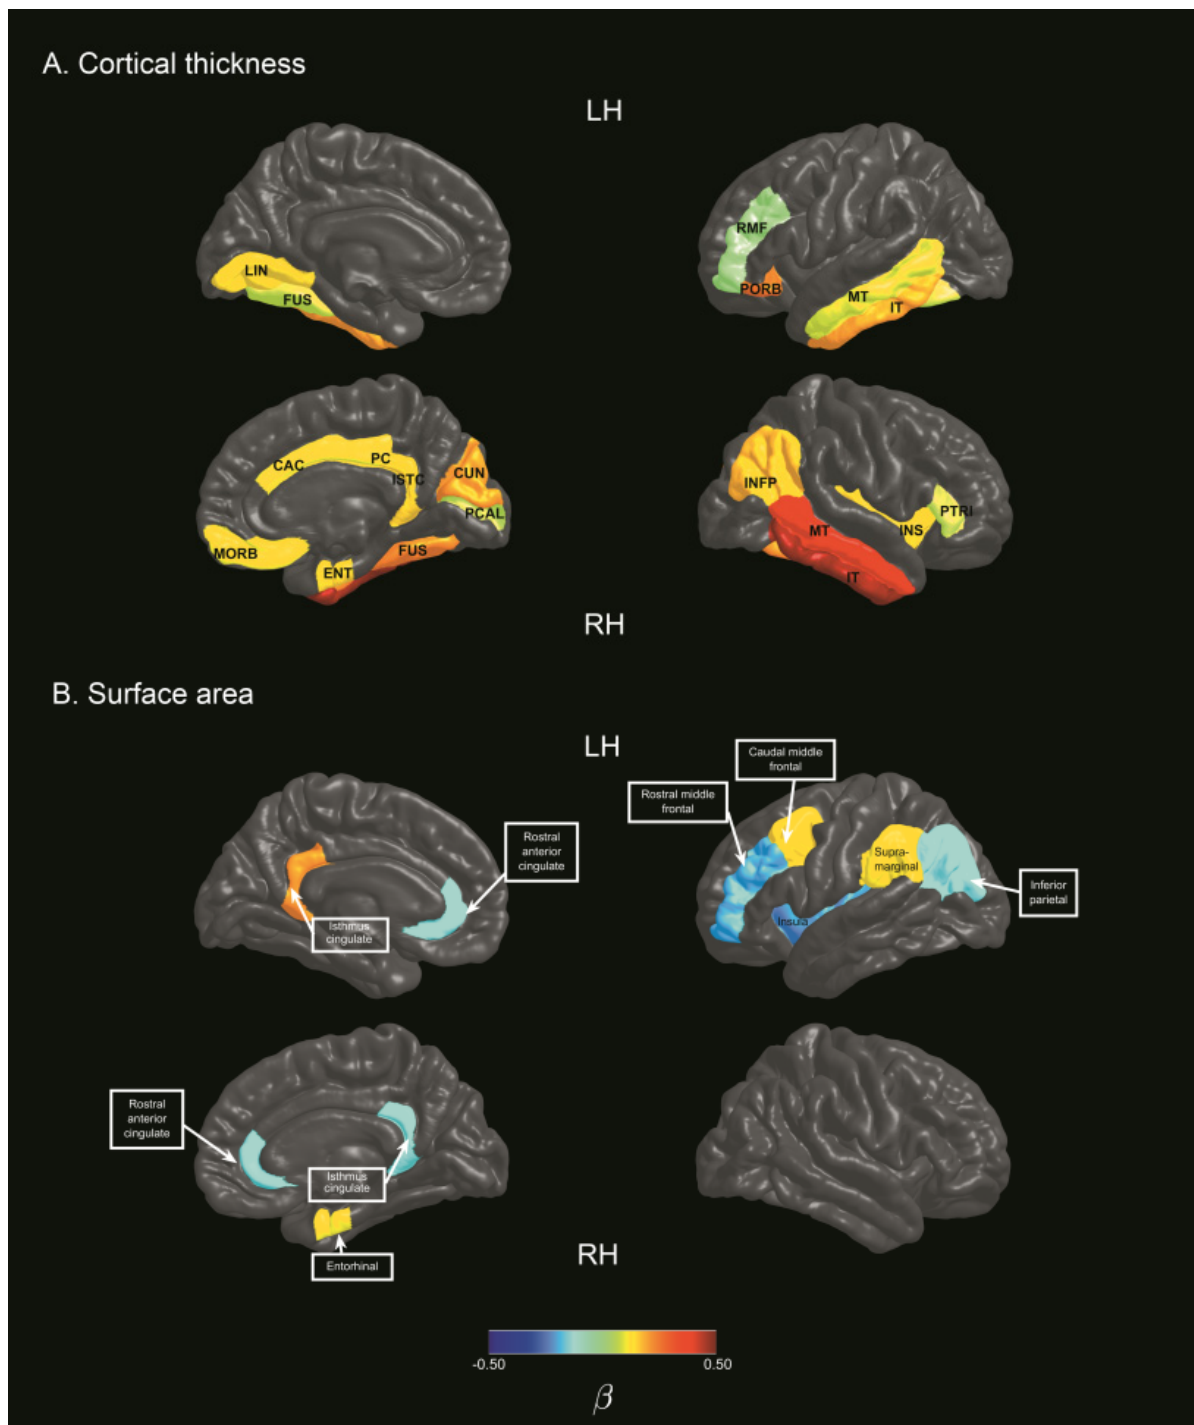 A. Cortical thickness
LH
LIN
FUS
RMF
PORB
MT
IT
CAC
PC
ISTC
CUN
PCAL
MORB
FUS
ENT
INFP
MT
IT
INS
PTRI
RH
B. Surface area
LH
Rostral
anterior
cingulate
Isthmus
cingulate
Caudal middle
frontal
Rostral middle
frontal
Supra-
marginal
Insula
Inferior
parietal
Rostral
anterior
cingulate
Isthmus
cingulate
Entorhinal
RH
-0.50
0.50
β